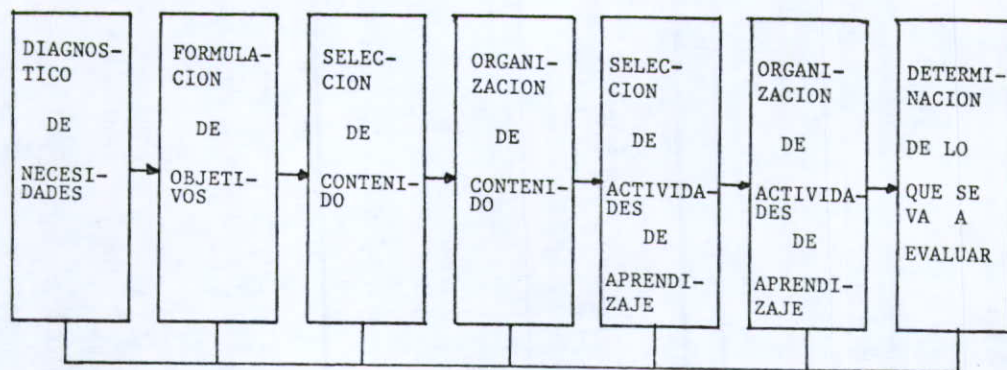 DIAGNOS-
TICO
DE
NECESI-
DADES
FORMULA-
CION
DE
OBJETI-
VOS
SELEC-
CION
DE
CONTENI-
DO
ORGANI-
ZACION
DE
CONTENI-
DO
SELEC-
CION
DE
ACTIVIDA-
DES
DE
APRENDI-
ZAJE
ORGANI-
ZACION
DE
ACTIVIDA-
DES
DE
APRENDI-
ZAJE
DETERMI-
NACION
DE LO
QUE SE
VA A
EVALUAR